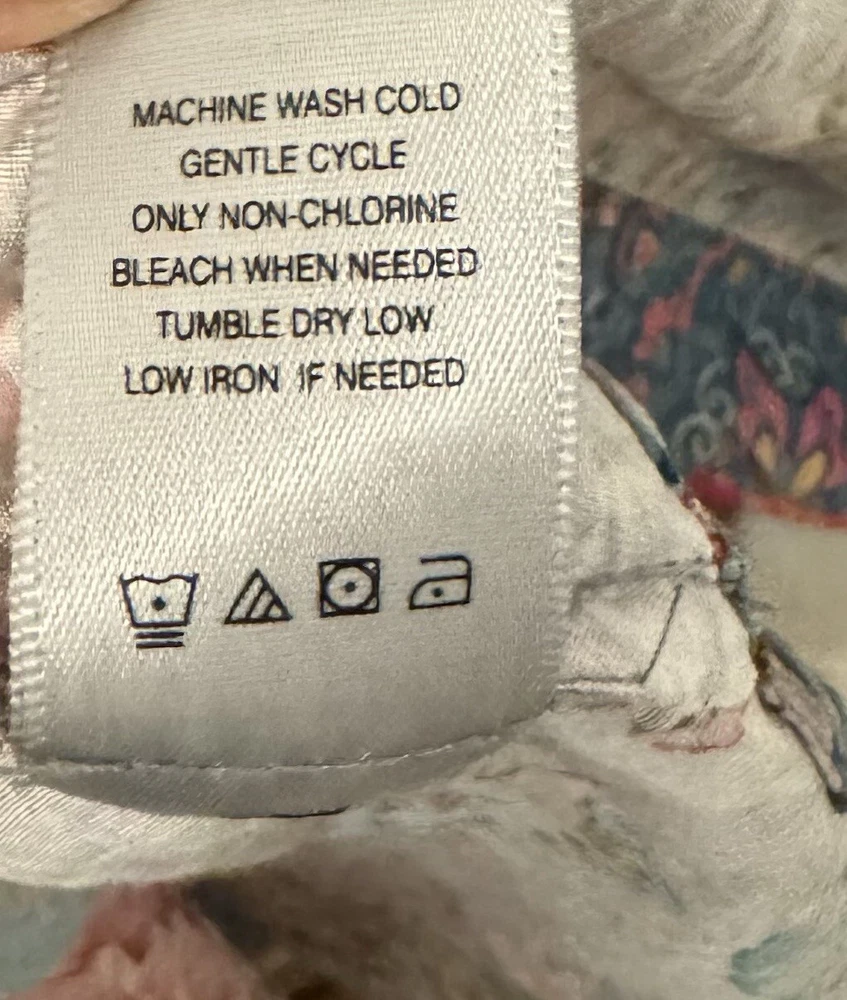 MACHINE WASH COLD
GENTLE CYCLE
ONLY NON-CHLORINE
BLEACH WHEN NEEDED
TUMBLE DRY LOW
LOW IRON IF NEEDED